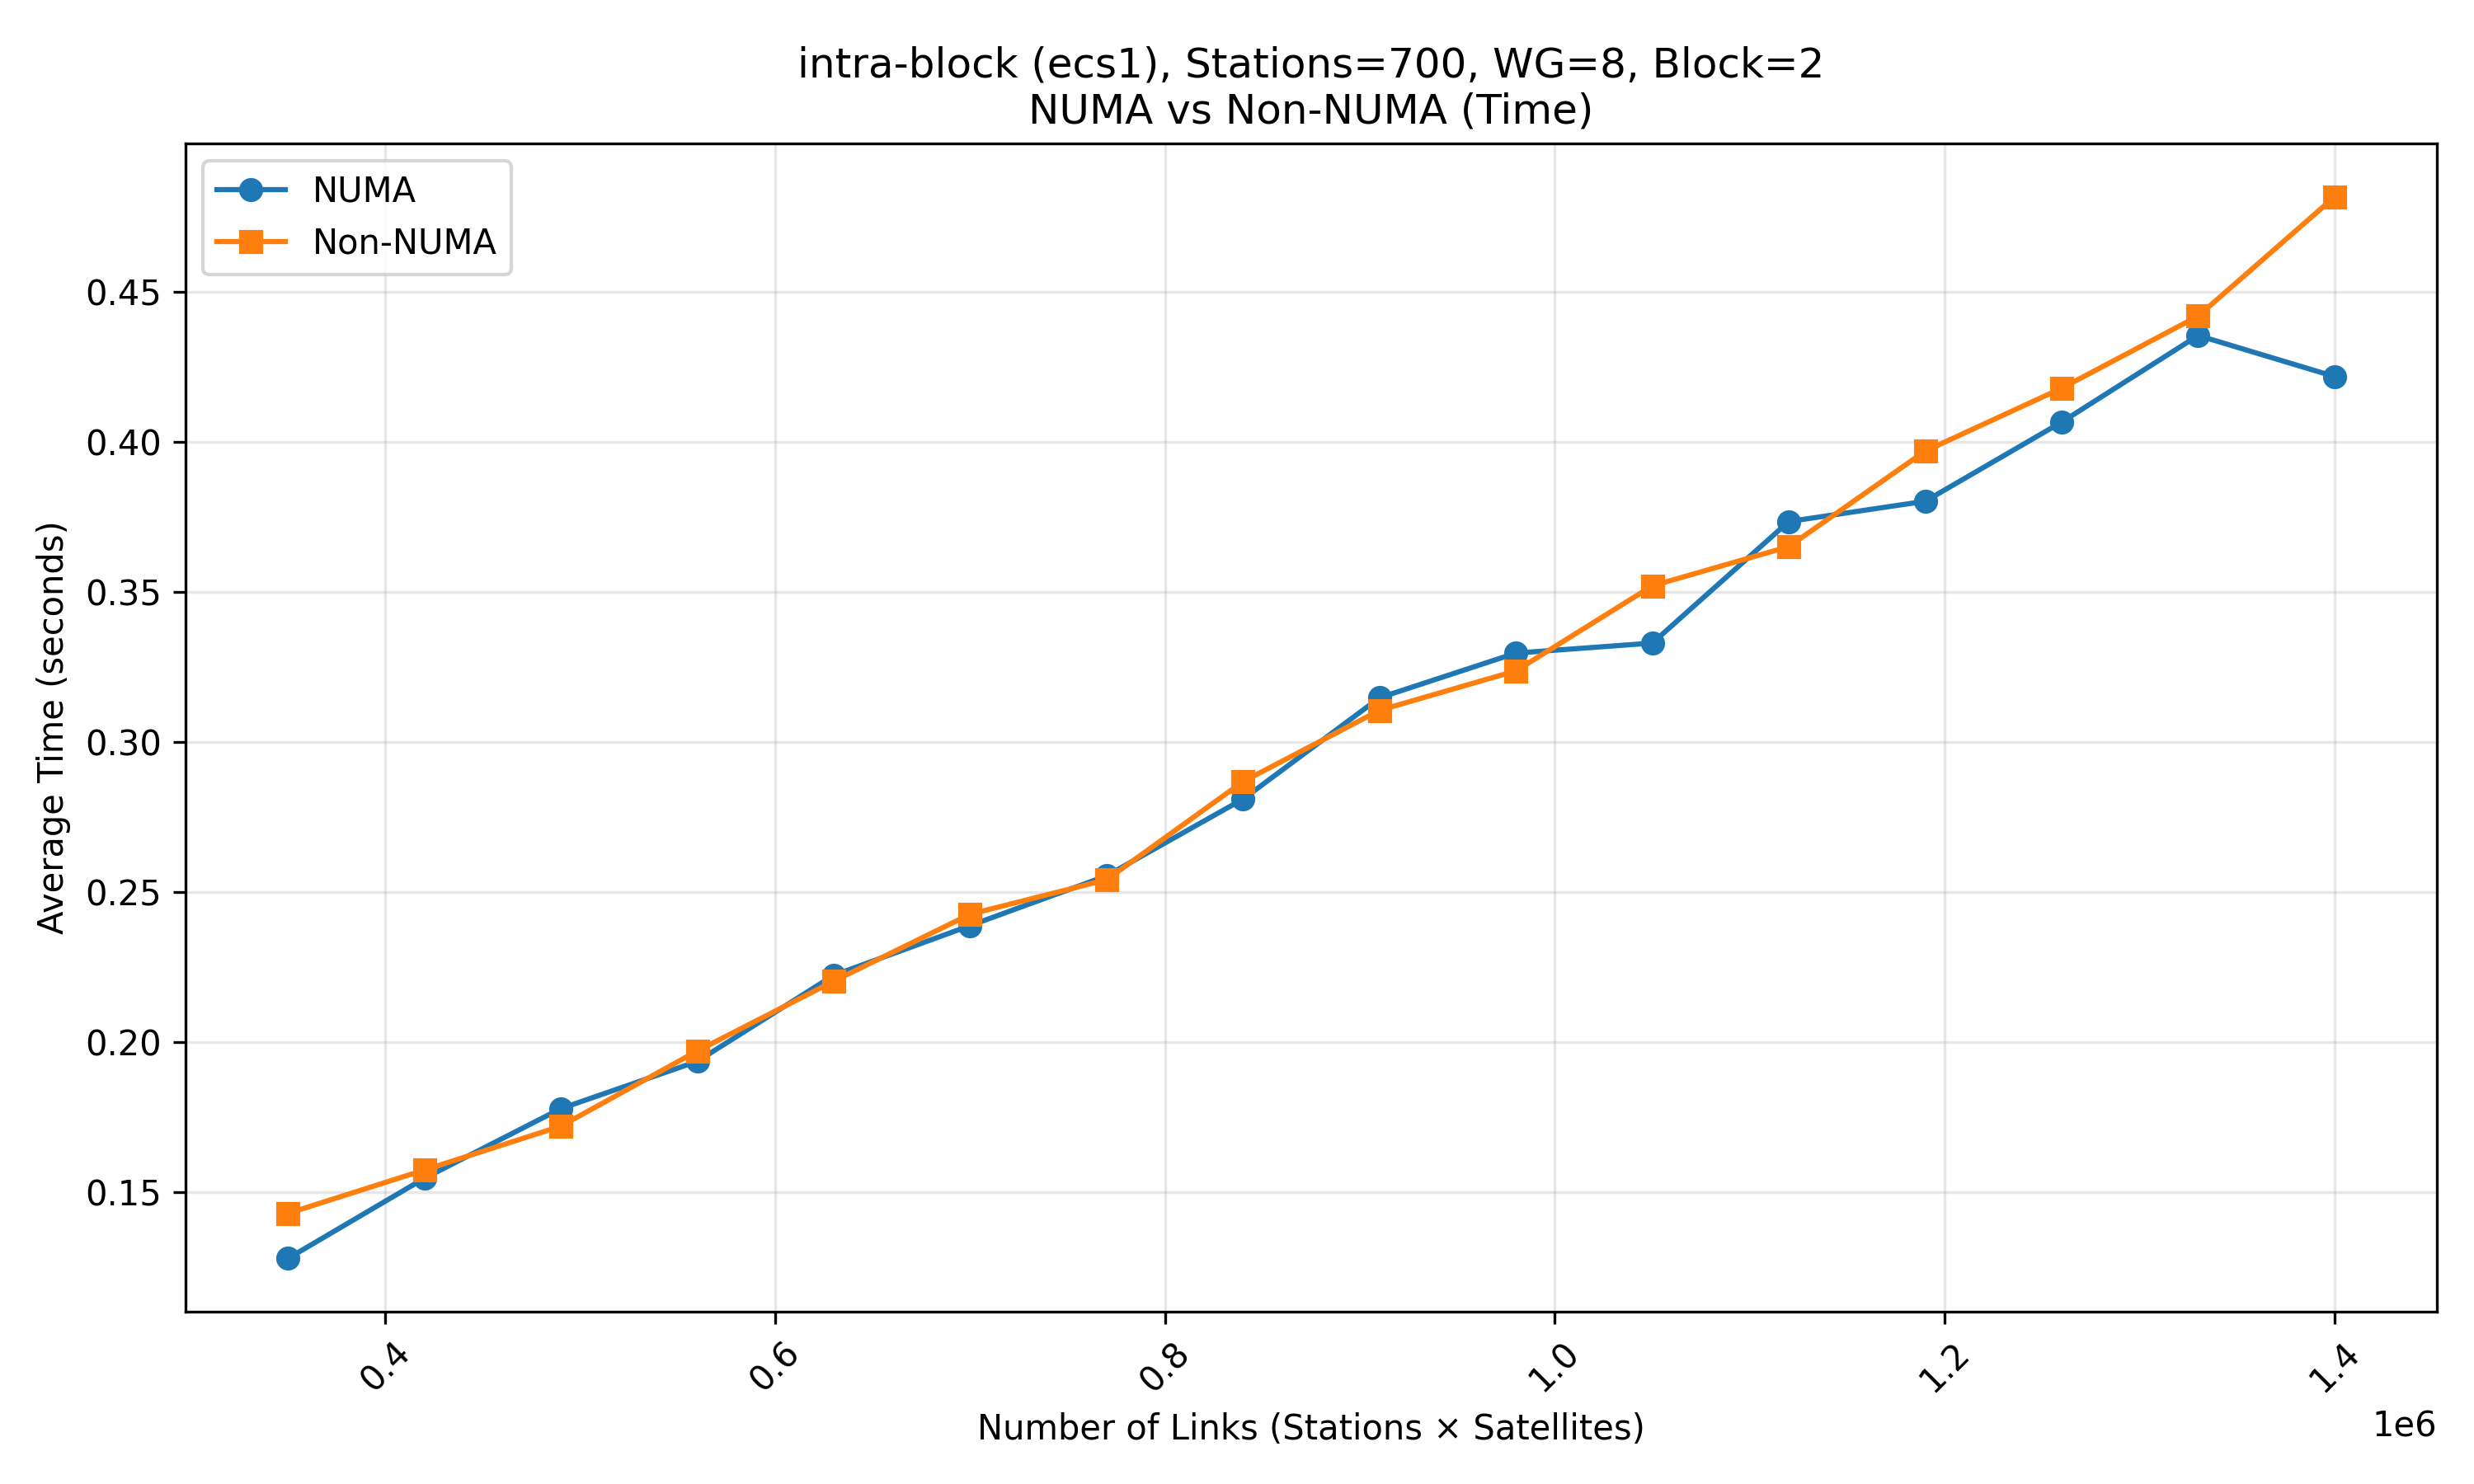 intra-block (ecs1), Stations=700, WG=8, Block=2
NUMA vs Non-NUMA (Time)
NUMA
Non-NUMA
Average Time (seconds)
0.45
0.40
0.35
0.30
0.25
0.20
0.15
0.4
0.6
0.8
1.0
1.2
1.4
1e6
Number of Links (Stations × Satellites)